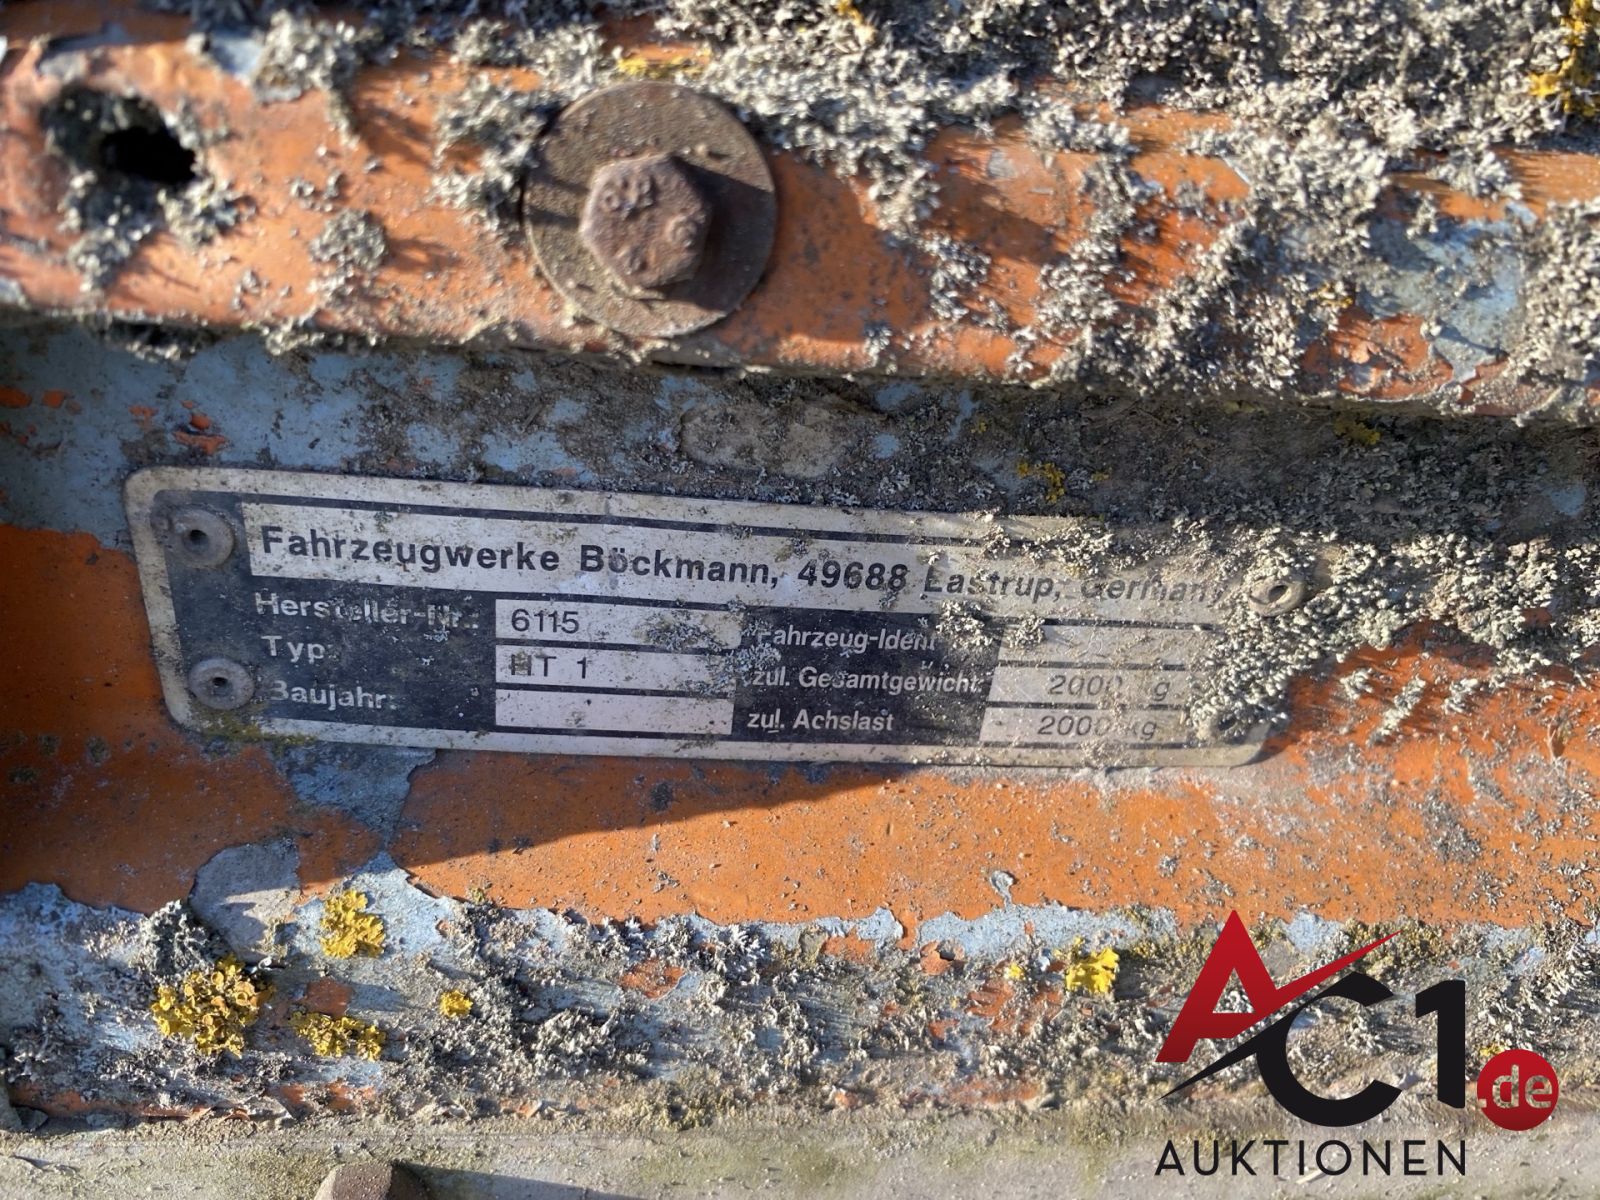 Fahrzeugwerke Böckmann, 49688 Lastrup, Germany
Hersteller-Nr.: 6115 Fahrzeug-Ident
Typ: HT 1 zul. Gesamtgewicht: 2000 kg
Baujahr: zul. Achslast 2000 kg
AC1.de
AUKTIONEN